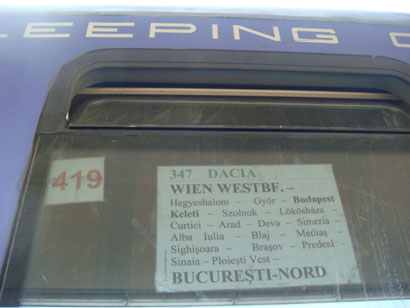 LEEPING C
419
347 DACIA
WIEN WESTBF. –
Hegyeshalom – Győr – Budapest
Keleti – Szolnok – Lökösháza –
Curtici – Arad – Deva – Simeria –
Alba Iulia – Blaj – Mediaş –
Sighişoara – Braşov – Predeal –
Sinaia – Ploieşti Vest –
BUCUREŞTI-NORD